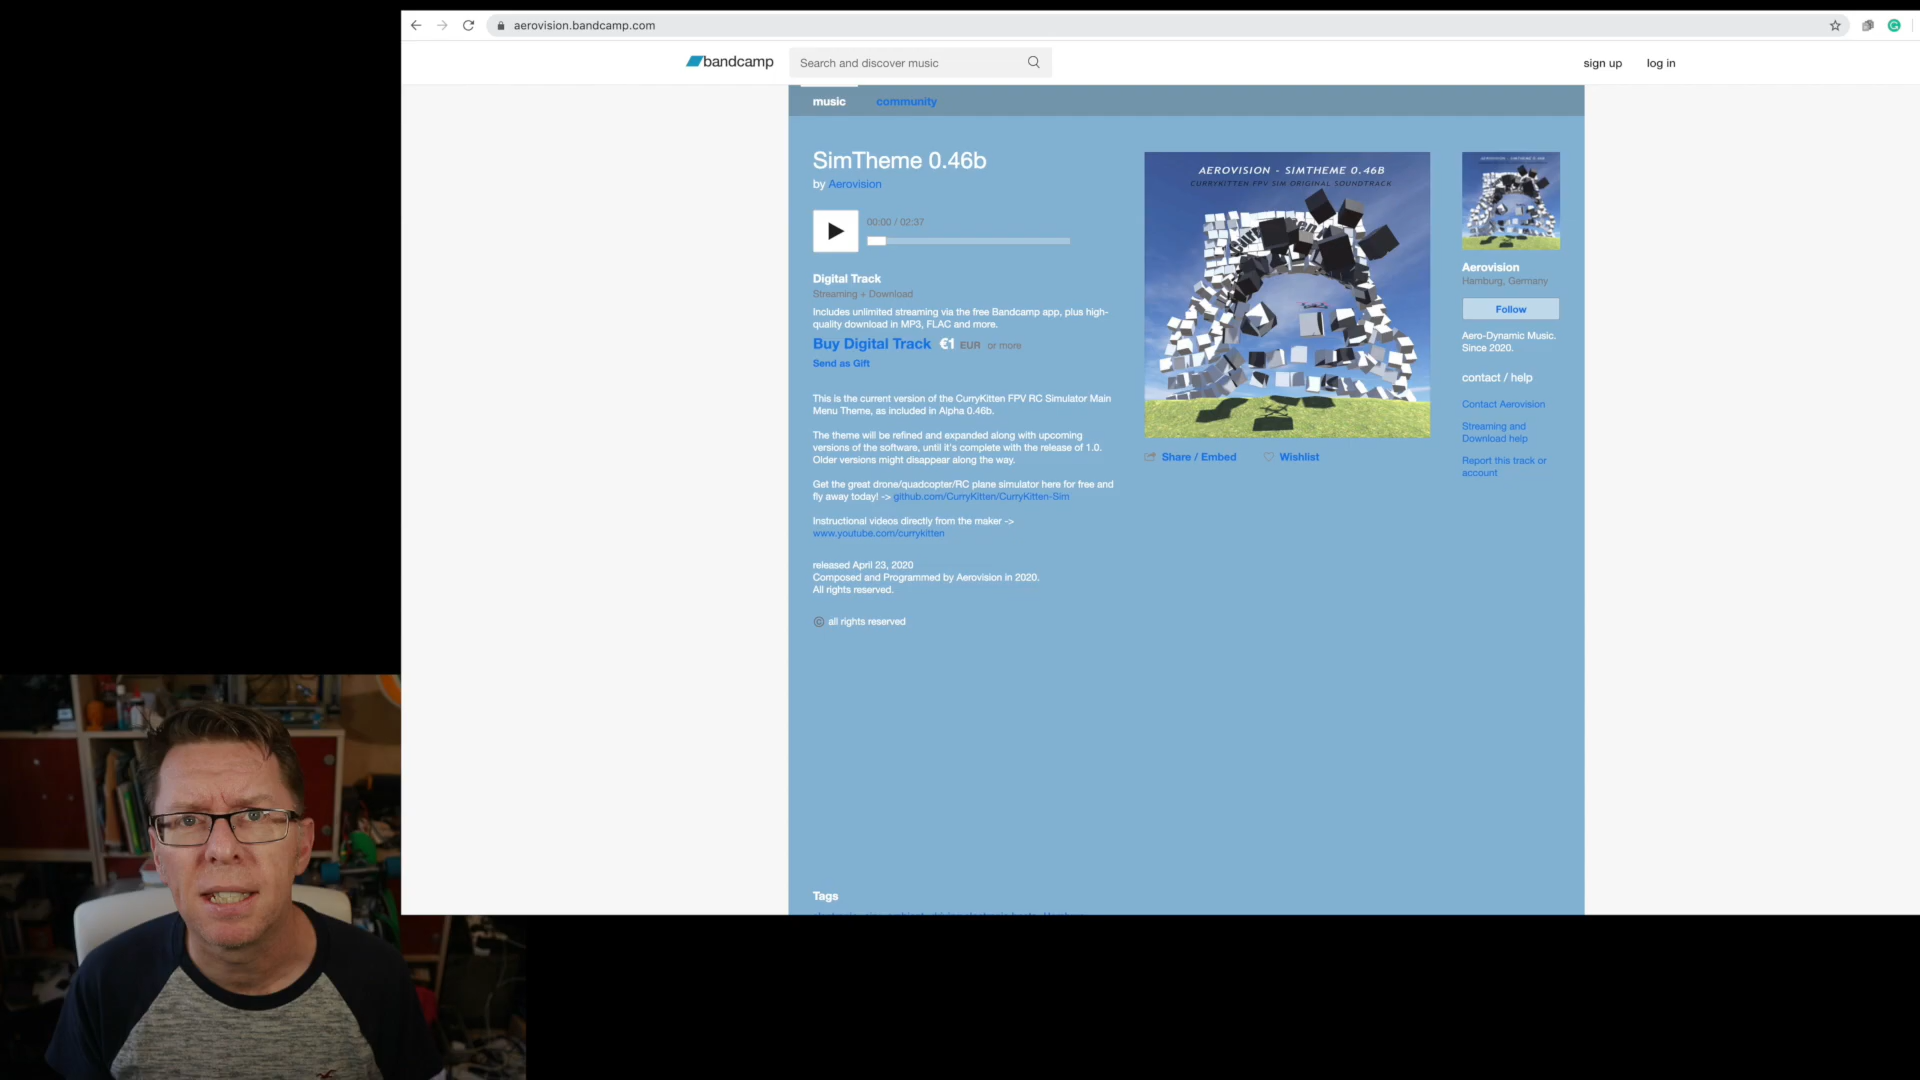 aerovision.bandcamp.com
bandcamp
Search and discover music
sign up
log in
music
community
SimTheme 0.46b
by Aerovision
00:00 / 02:37
Digital Track
Streaming + Download
Includes unlimited streaming via the free Bandcamp app, plus high-
quality download in MP3, FLAC and more.
Buy Digital Track €1 EUR or more
Send as Gift
This is the current version of the CurryKitten FPV RC Simulator Main
Menu Theme, as included in Alpha 0.46b.
The theme will be refined and expanded along with upcoming
versions of the software, until it's complete with the release of 1.0.
Older versions might disappear along the way.
Get the great drone/quadcopter/RC plane simulator here for free and
fly away today! -> github.com/CurryKitten/CurryKitten-Sim
Instructional videos directly from the maker ->
www.youtube.com/currykitten
released April 23, 2020
Composed and Programmed by Aerovision in 2020.
All rights reserved.
© all rights reserved
Tags
AEROVISION - SIMTHEME 0.46B
CURRYKITTEN FPV SIM ORIGINAL SOUNDTRACK
Share / Embed
Wishlist
Aerovision
Hamburg, Germany
Follow
Aero-Dynamic Music.
Since 2020.
contact / help
Contact Aerovision
Streaming and
Download help
Report this track or
account